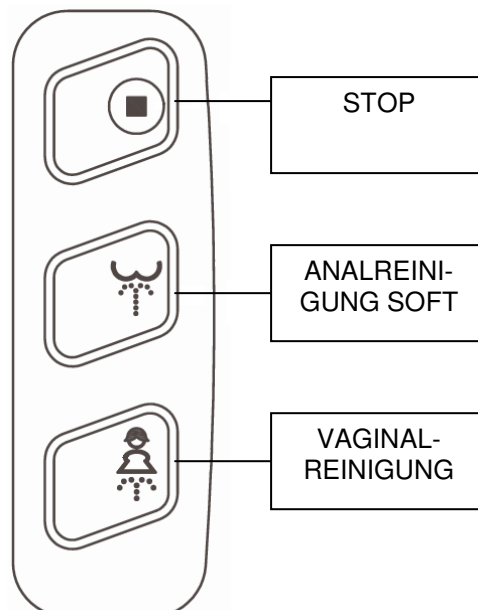 STOP
ANALREINI-
GUNG SOFT
VAGINAL-
REINIGUNG